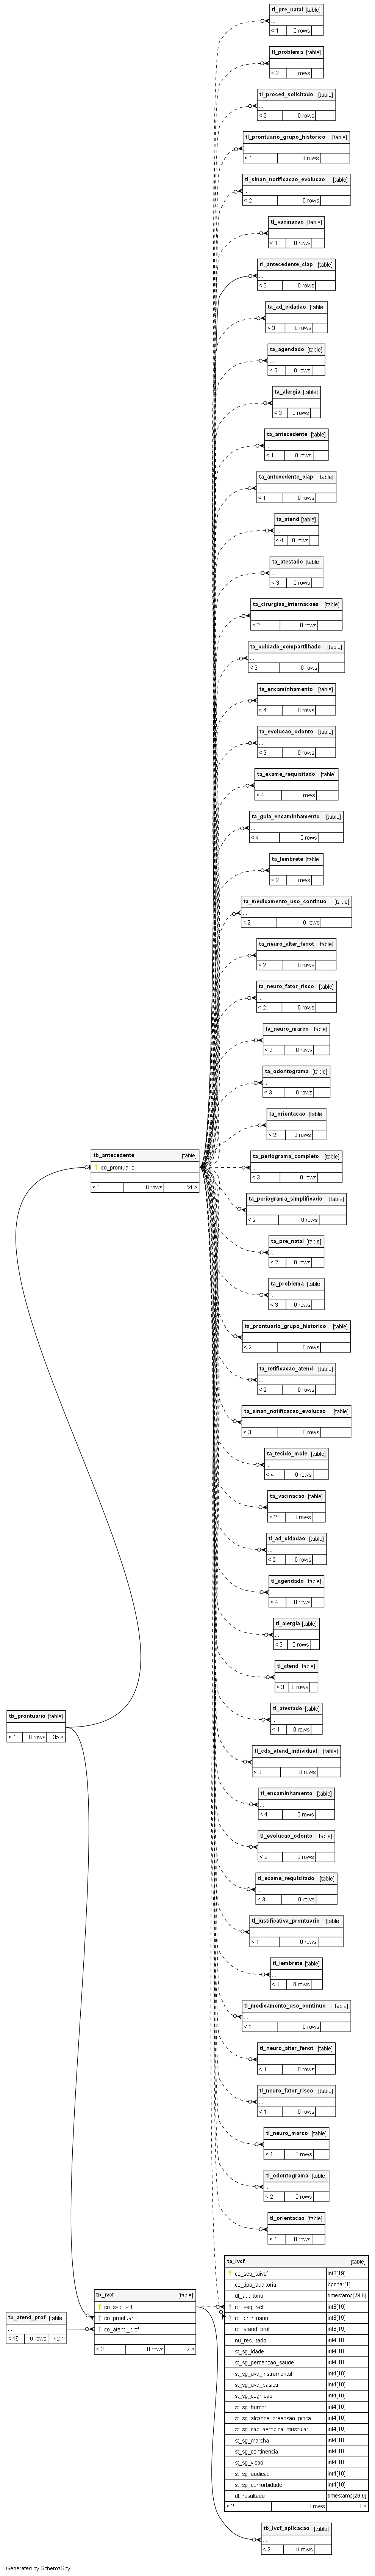 tl_pre_natal [table]
...
< 1 0 rows
tl_problema [table]
...
< 2 0 rows
tl_proced_solicitado [table]
...
< 2 0 rows
tl_prontuario_grupo_historico [table]
...
< 1 0 rows
tl_sinan_notificacao_evolucao [table]
...
< 2 0 rows
tl_vacinacao [table]
...
< 1 0 rows
rl_antecedente_ciap [table]
...
< 2 0 rows
ta_ad_cidadao [table]
...
< 3 0 rows
ta_agendado [table]
...
< 5 0 rows
ta_alergia [table]
...
< 3 0 rows
ta_antecedente [table]
...
< 1 0 rows
ta_antecedente_ciap [table]
...
< 1 0 rows
ta_atend [table]
...
< 4 0 rows
ta_atestado [table]
...
< 3 0 rows
ta_cirurgias_internacoes [table]
...
< 2 0 rows
ta_cuidado_compartilhado [table]
...
< 3 0 rows
ta_encaminhamento [table]
...
< 4 0 rows
ta_evolucao_odonto [table]
...
< 3 0 rows
ta_exame_requisitado [table]
...
< 4 0 rows
ta_guia_encaminhamento [table]
...
< 4 0 rows
ta_lembrete [table]
...
< 2 0 rows
ta_medicamento_uso_continuo [table]
...
< 2 0 rows
ta_neuro_alter_fenot [table]
...
< 2 0 rows
ta_neuro_fator_risco [table]
...
< 2 0 rows
ta_neuro_marco [table]
...
< 2 0 rows
ta_odontograma [table]
...
< 3 0 rows
ta_orientacao [table]
...
< 2 0 rows
tb_antecedente [table]
co_prontuario
...
< 1 0 rows 54 >
ta_periograma_completo [table]
...
< 3 0 rows
ta_periograma_simplificado [table]
...
< 2 0 rows
ta_pre_natal [table]
...
< 2 0 rows
ta_problema [table]
...
< 3 0 rows
ta_prontuario_grupo_historico [table]
...
< 2 0 rows
ta_retificacao_atend [table]
...
< 2 0 rows
ta_sinan_notificacao_evolucao [table]
...
< 3 0 rows
ta_tecido_mole [table]
...
< 4 0 rows
ta_vacinacao [table]
...
< 2 0 rows
tl_ad_cidadao [table]
...
< 2 0 rows
tl_agendado [table]
...
< 4 0 rows
tl_alergia [table]
...
< 2 0 rows
tl_atend [table]
...
< 3 0 rows
tl_atestado [table]
...
< 1 0 rows
tb_prontuario [table]
...
< 1 0 rows 35 >
tl_cds_atend_individual [table]
...
< 8 0 rows
tl_encaminhamento [table]
...
< 4 0 rows
tl_evolucao_odonto [table]
...
< 2 0 rows
tl_exame_requisitado [table]
...
< 3 0 rows
tl_justificativa_prontuario [table]
...
< 1 0 rows
tl_lembrete [table]
...
< 1 0 rows
tl_medicamento_uso_continuo [table]
...
< 1 0 rows
tl_neuro_alter_fenot [table]
...
< 1 0 rows
tl_neuro_fator_risco [table]
...
< 1 0 rows
tl_neuro_marco [table]
...
< 1 0 rows
tl_odontograma [table]
...
< 2 0 rows
tl_orientacao [table]
...
< 1 0 rows
tb_atend_prof [table]
...
< 18 0 rows 42 >
tb_ivcf [table]
co_seq_ivcf
co_prontuario
co_atend_prof
...
< 2 0 rows 2 >
ta_ivcf [table]
co_seq_taivcf int8[19]
co_tipo_auditoria bpchar[1]
dt_auditoria timestamp[29,6]
co_seq_ivcf int8[19]
co_prontuario int8[19]
co_atend_prof int8[19]
nu_resultado int4[10]
st_sg_idade int4[10]
st_sg_percepcao_saude int4[10]
st_sg_avd_instrumental int4[10]
st_sg_avd_basica int4[10]
st_sg_cognicao int4[10]
st_sg_humor int4[10]
st_sg_alcance_preensao_pinca int4[10]
st_sg_cap_aerobica_muscular int4[10]
st_sg_marcha int4[10]
st_sg_continencia int4[10]
st_sg_visao int4[10]
st_sg_audicao int4[10]
st_sg_comorbidade int4[10]
dt_resultado timestamp[29,6]
< 2 0 rows 0 >
tb_ivcf_aplicacao [table]
...
< 2 0 rows
Generated by SchemaSpy